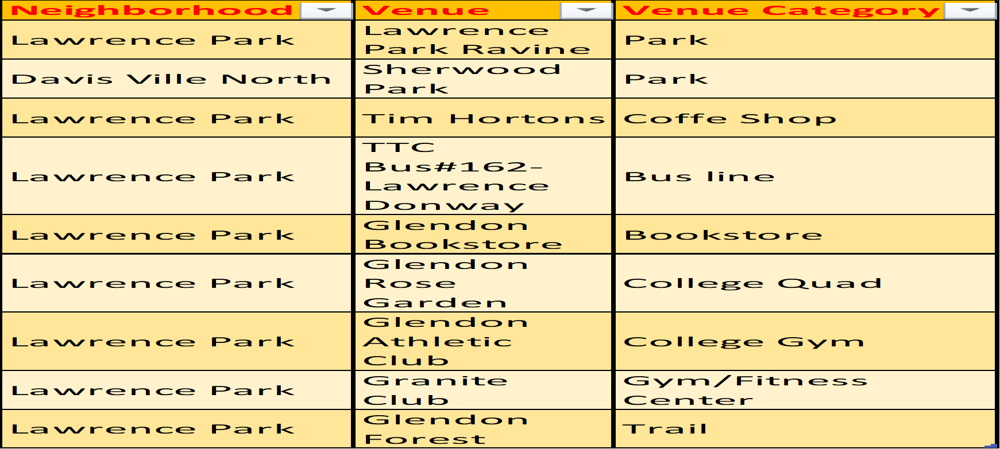 Neighborhood Venue Venue Category
Lawrence Park Lawrence Park Ravine Park
Davis Ville North Sherwood Park Park
Lawrence Park Tim Hortons Coffe Shop
Lawrence Park TTC Bus#162-Lawrence Donway Bus line
Lawrence Park Glendon Bookstore Bookstore
Lawrence Park Glendon Rose Garden College Quad
Lawrence Park Glendon Athletic Club College Gym
Lawrence Park Granite Club Gym/Fitness Center
Lawrence Park Glendon Forest Trail